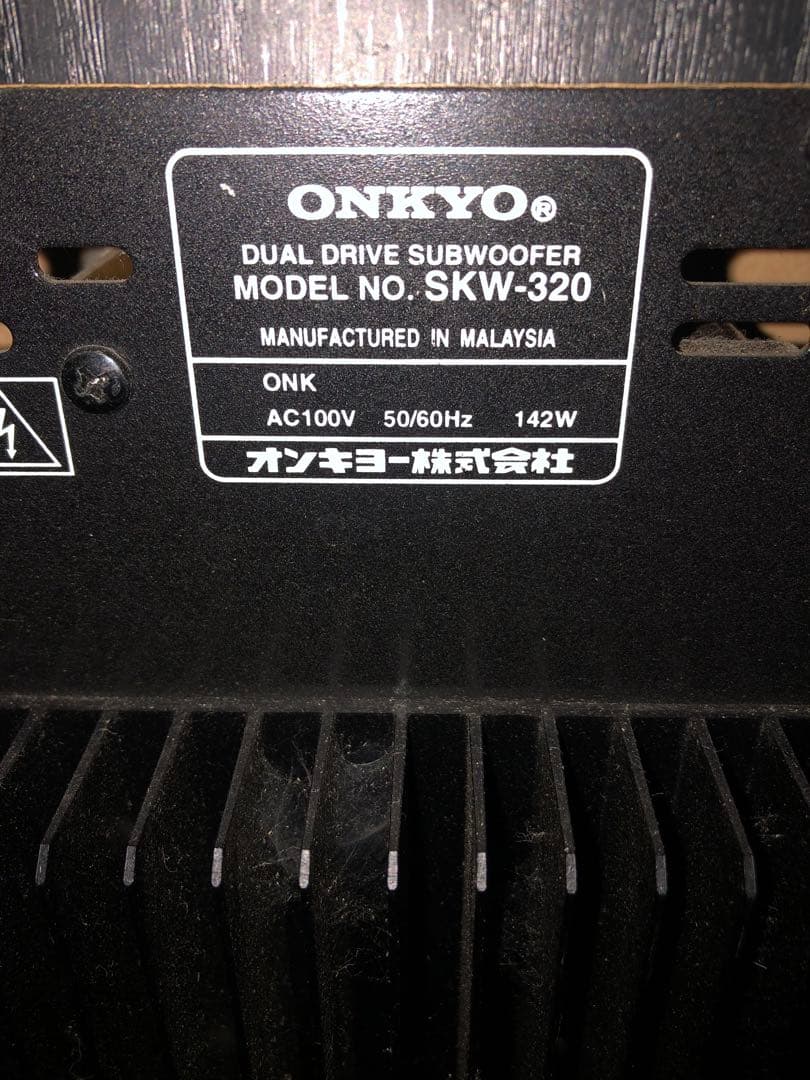 ONKYO®
DUAL DRIVE SUBWOOFER
MODEL NO. SKW-320
MANUFACTURED IN MALAYSIA
ONK
AC100V 50/60Hz 142W
オンキヨー株式会社